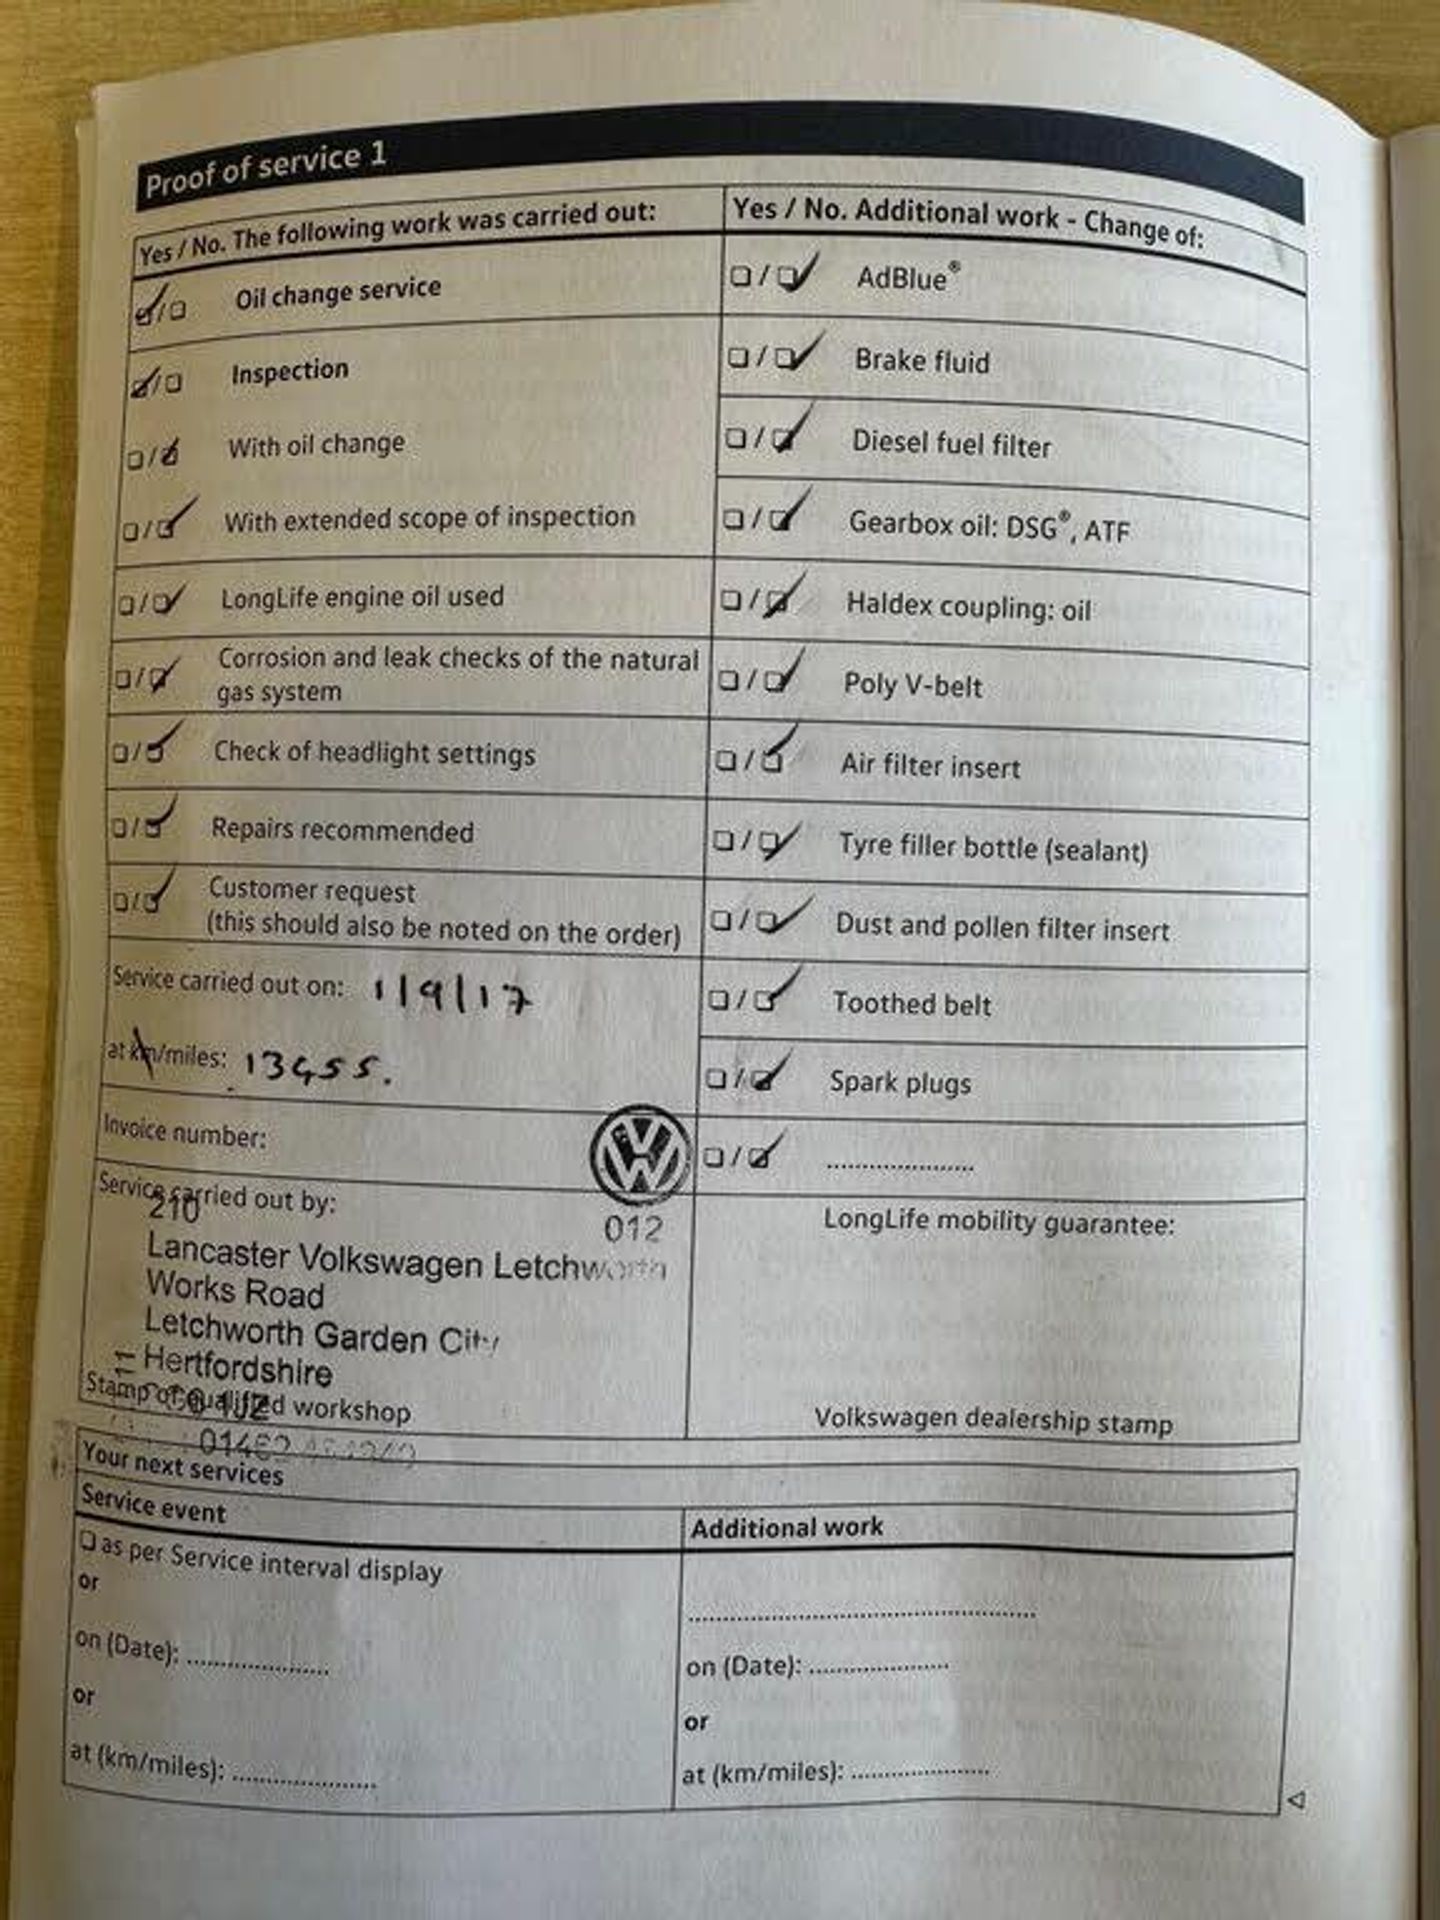 Proof of service 1
Yes / No. The following work was carried out:
Oil change service
Inspection
With oil change
With extended scope of inspection
LongLife engine oil used
Corrosion and leak checks of the natural
gas system
Check of headlight settings
Repairs recommended
Customer request
(this should also be noted on the order)
Service carried out on: 1/9/17
at km/miles: 13455.
Invoice number:
Service carried out by:
012
210
Lancaster Volkswagen Letchworth
Works Road
Letchworth Garden City
Hertfordshire
Stamp of qualified workshop
Yes / No. Additional work - Change of:
AdBlue®
Brake fluid
Diesel fuel filter
Gearbox oil: DSG®, ATF
Haldex coupling: oil
Poly V-belt
Air filter insert
Tyre filler bottle (sealant)
Dust and pollen filter insert
Toothed belt
Spark plugs
....................
LongLife mobility guarantee:
Volkswagen dealership stamp
Your next services
Service event
as per Service interval display
or
on (Date): ....................
or
at (km/miles): ....................
Additional work
..................................................
on (Date): ....................
or
at (km/miles): ....................